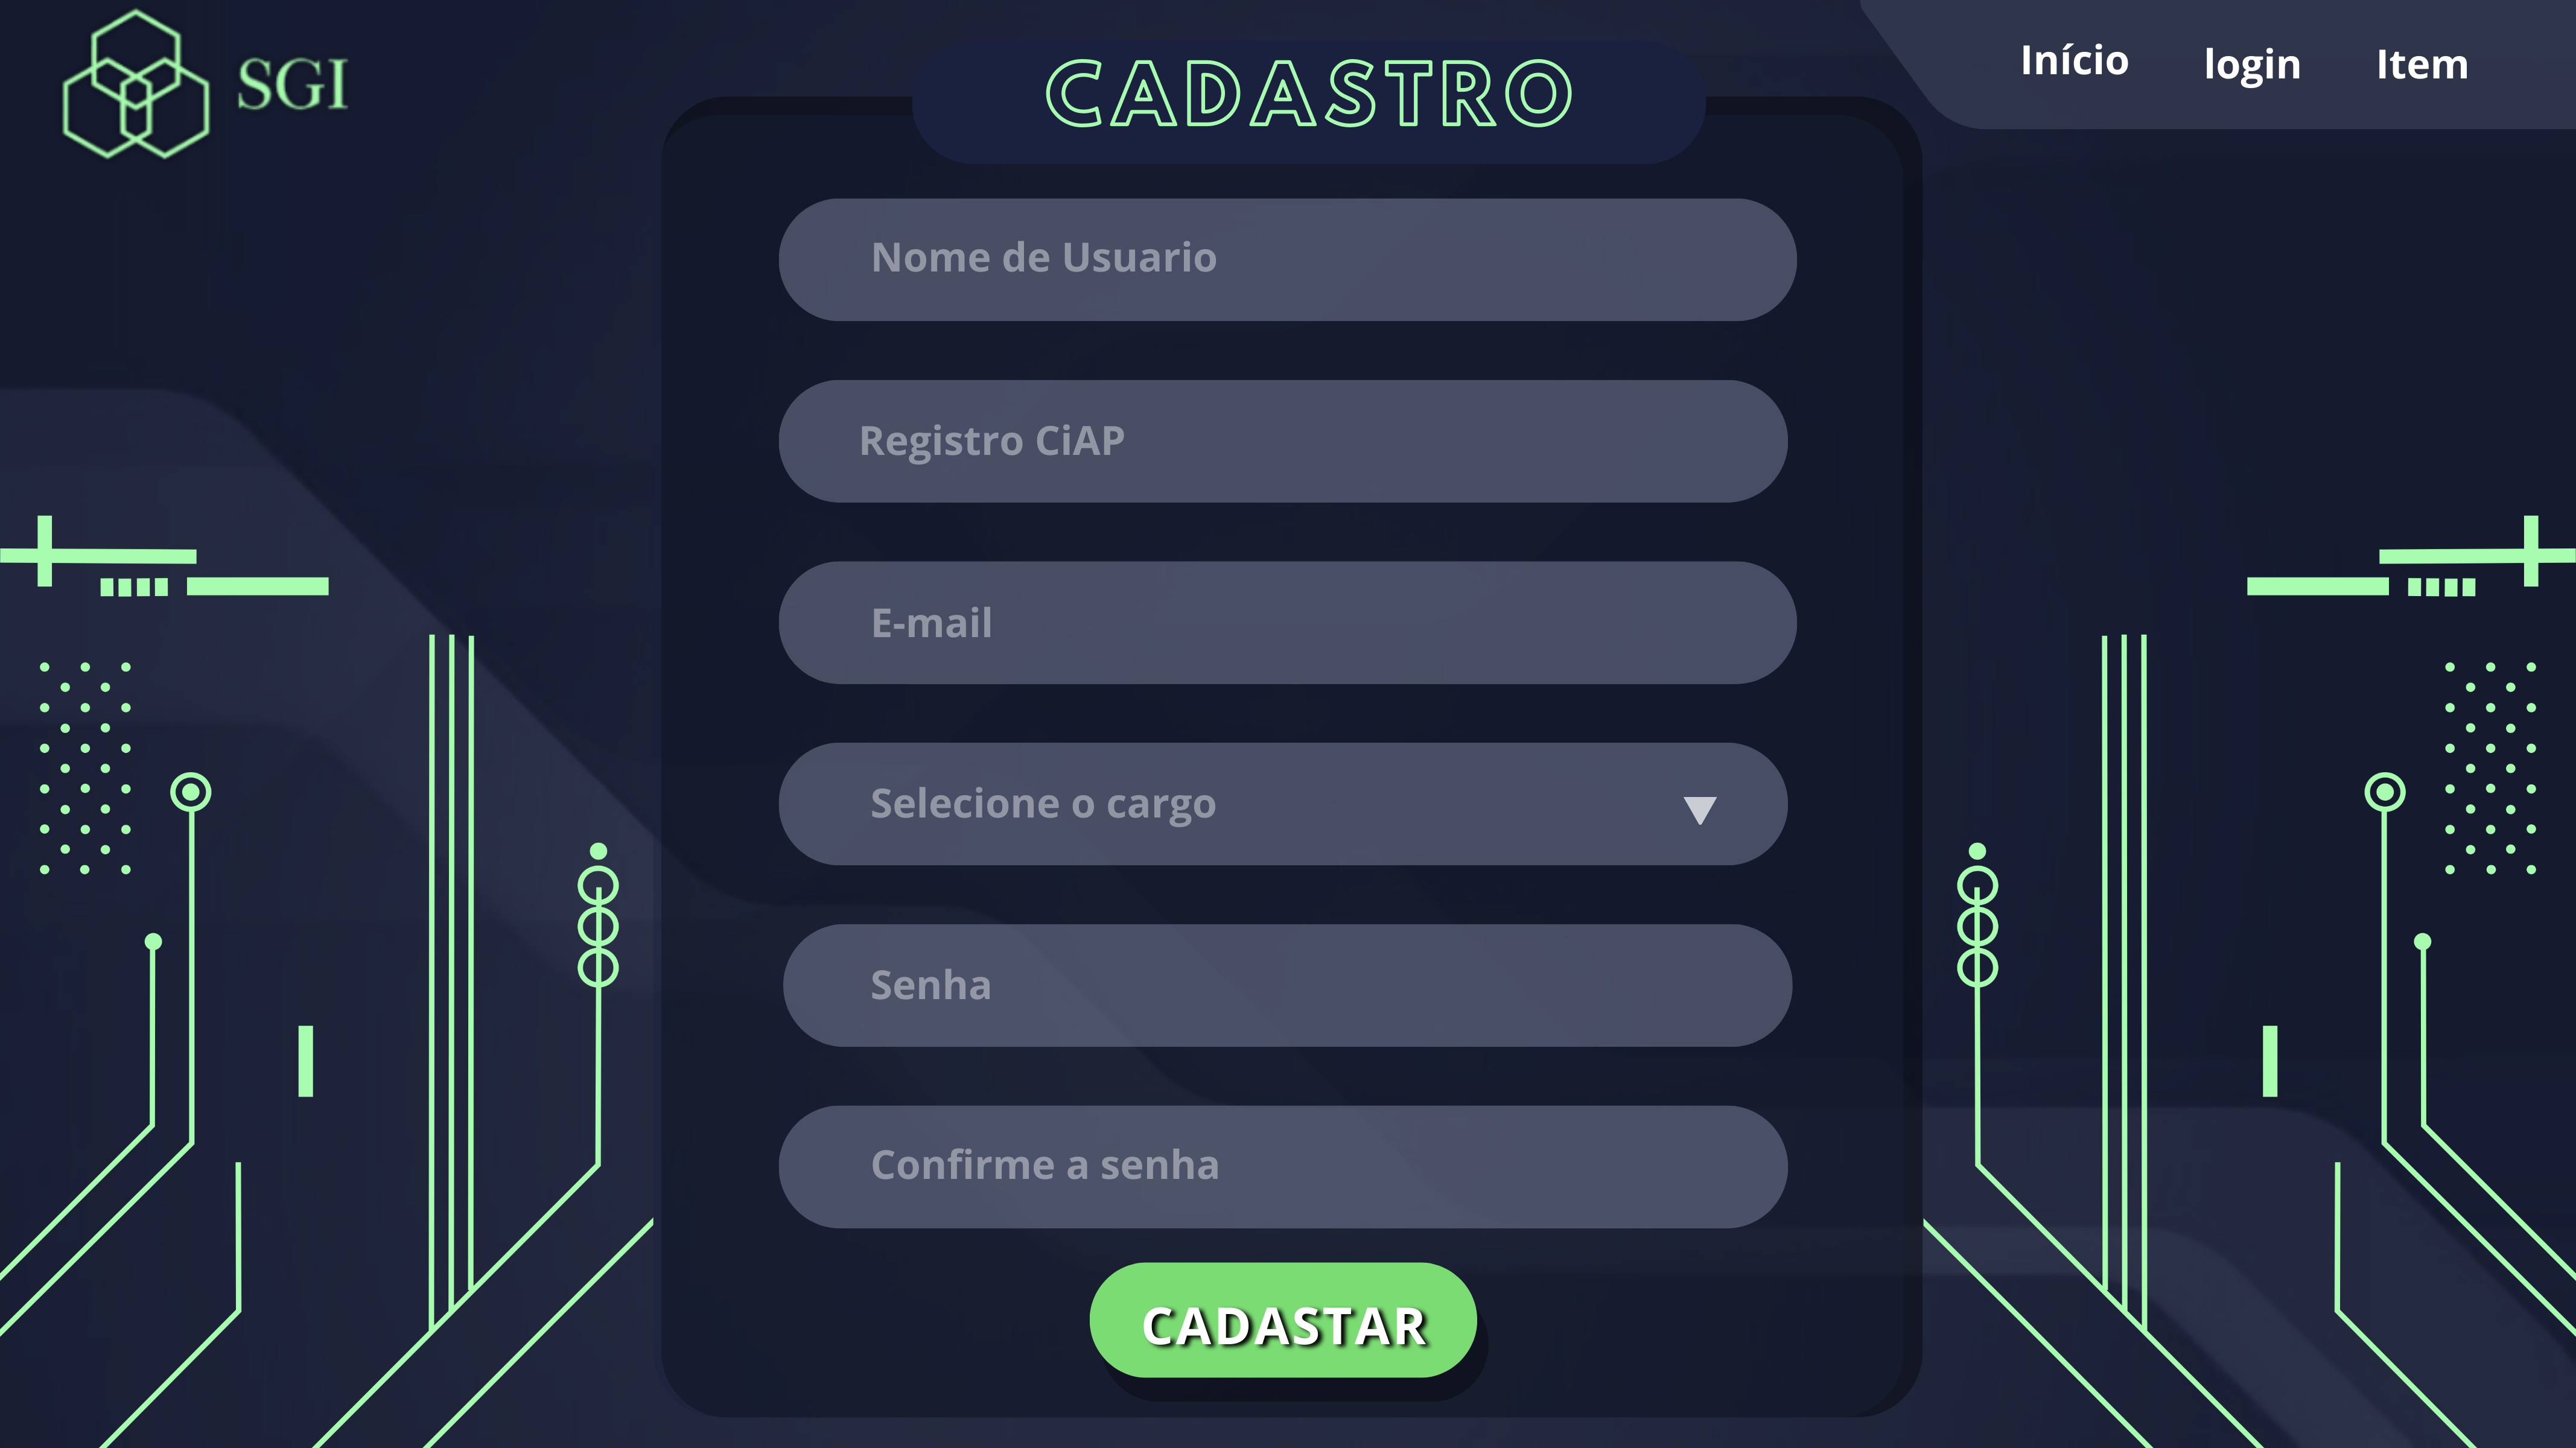 SGI
CADASTRO
Início
login
Item
Nome de Usuario
Registro CiAP
E-mail
Selecione o cargo
Senha
Confirme a senha
CADASTAR